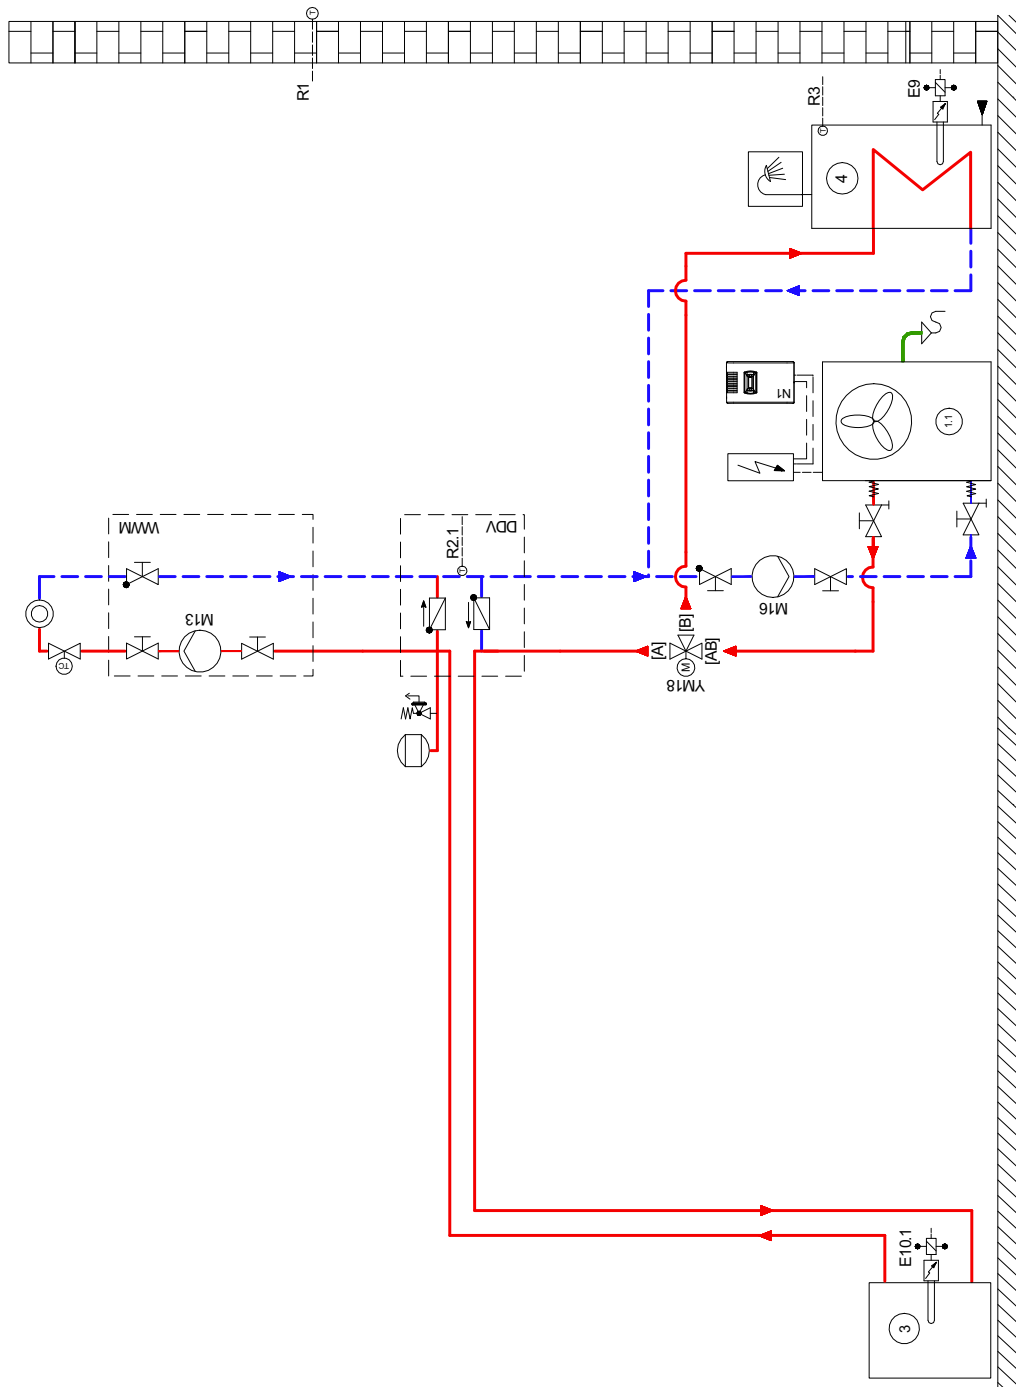 R1
R3
E9
4
N1
1.1
WWM
DDV
R2.1
T
T
T
M13
M16
TC
[A]
[B]
[AB]
M
YM18
E10.1
3